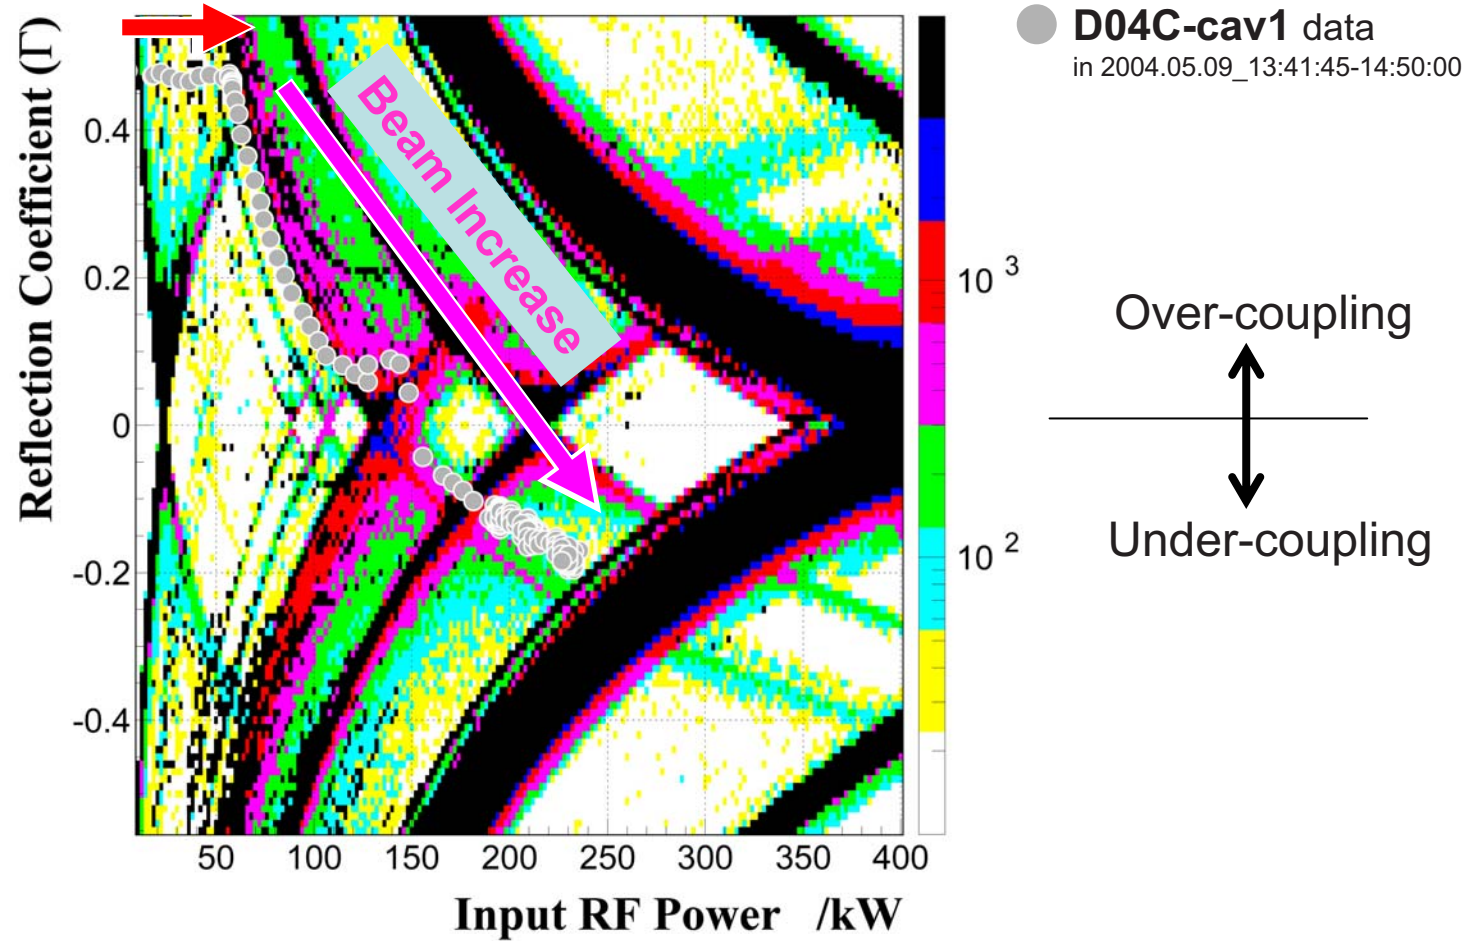 D04C-cav1 data
in 2004.05.09_13:41:45-14:50:00
Reflection Coefficient (Γ)
0.4
0.2
0
-0.2
-0.4
Beam Increase
10 3
10 2
Over-coupling
Under-coupling
50 100 150 200 250 300 350 400
Input RF Power /kW